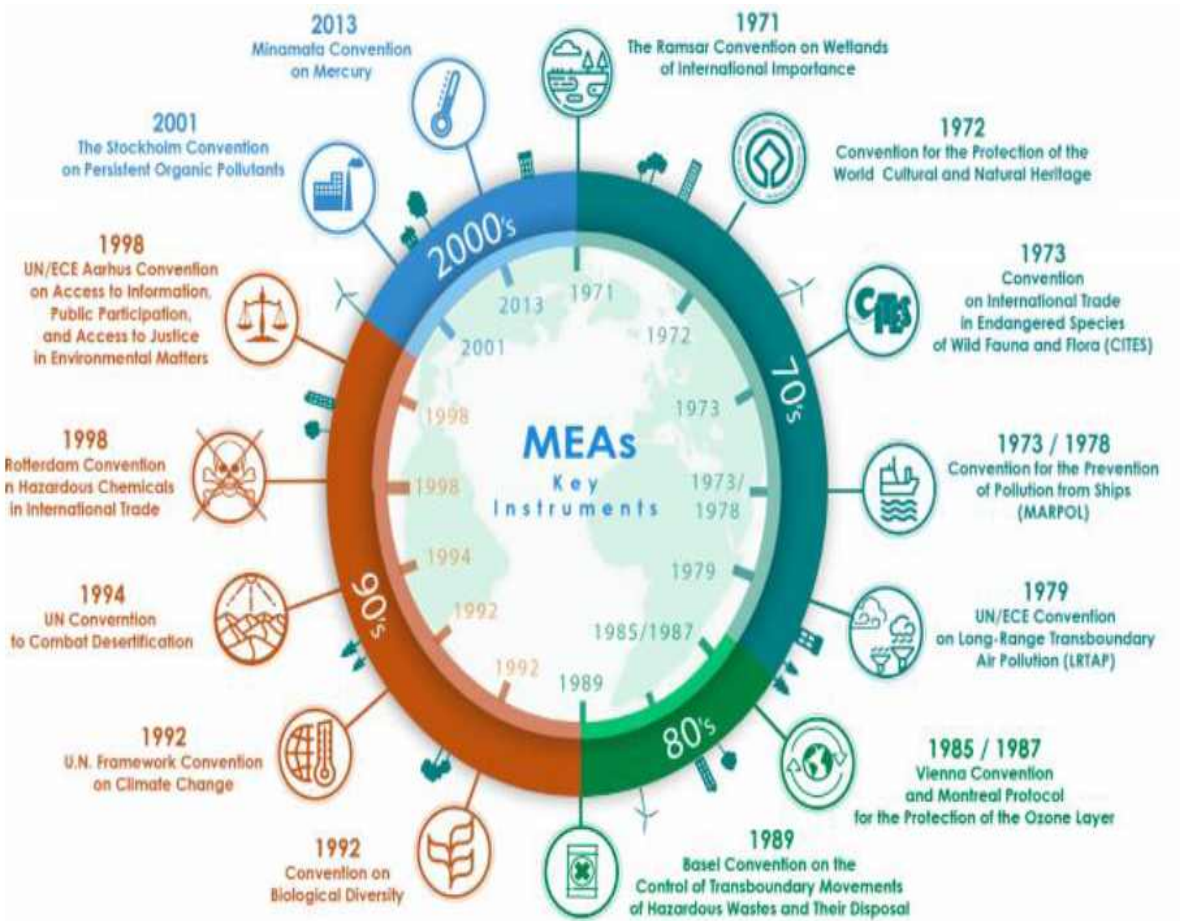 1971
The Ramsar Convention on Wetlands
of International Importance
1972
Convention for the Protection of the
World Cultural and Natural Heritage
1973
Convention
on International Trade
in Endangered Species
of Wild Fauna and Flora (CITES)
CITES
1973 / 1978
Convention for the Prevention
of Pollution from Ships
(MARPOL)
1979
UN/ECE Convention
on Long-Range Transboundary
Air Pollution (LRTAP)
1985 / 1987
Vienna Convention
and Montreal Protocol
for the Protection of the Ozone Layer
1989
Basel Convention on the
Control of Transboundary Movements
of Hazardous Wastes and Their Disposal
1992
Convention on
Biological Diversity
1992
U.N. Framework Convention
on Climate Change
1994
UN Converntion
to Combat Desertification
1998
Rotterdam Convention
n Hazardous Chemicals
in International Trade
1998
UN/ECE Aarhus Convention
on Access to Information,
Public Participation,
and Access to Justice
in Environmental Matters
2001
The Stockholm Convention
on Persistent Organic Pollutants
2013
Minamata Convention
on Mercury
70's
80's
90's
2000's
1971
1972
1973
1973/
1978
1979
1985/1987
1989
1992
1992
1994
1998
1998
2001
2013
MEAs
Key
Instruments